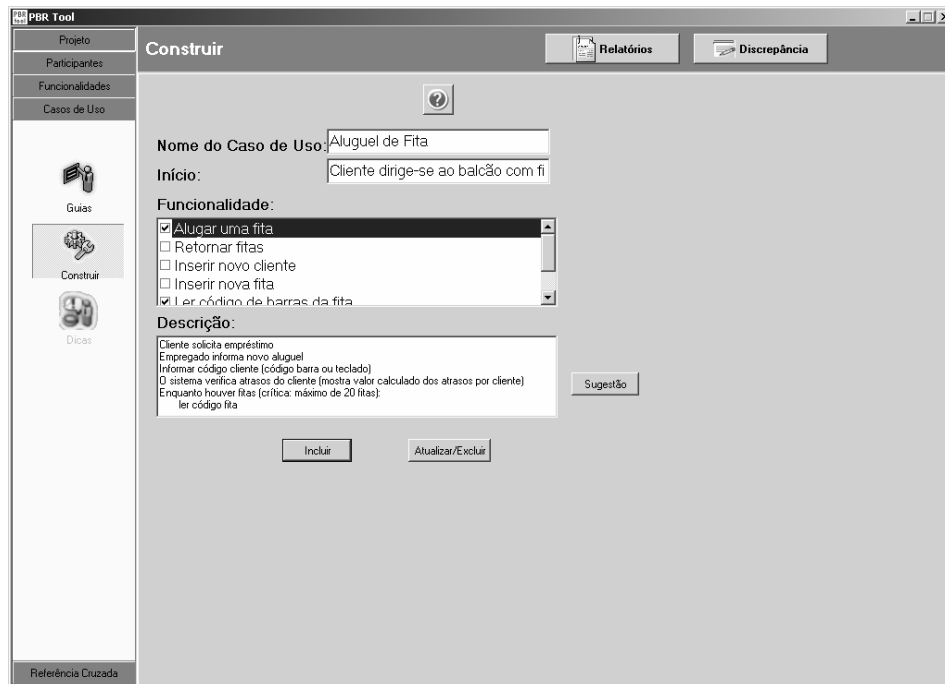 PBR tool PBR Tool
Projeto
Participantes
Funcionalidades
Casos de Uso
Guias
Construir
Dicas
Referência Cruzada
Construir
Relatórios
Discrepância
?
Nome do Caso de Uso: Aluguel de Fita
Início: Cliente dirige-se ao balcão com fi
Funcionalidade:
Alugar uma fita
Retornar fitas
Inserir novo cliente
Inserir nova fita
Ler código de barras da fita
Descrição:
Cliente solicita empréstimo
Empregado informa novo aluguel
Informar código cliente (código barra ou teclado)
O sistema verifica atrasos do cliente (mostra valor calculado dos atrasos por cliente)
Enquanto houver fitas (crítica: máximo de 20 fitas):
ler código fita
Sugestão
Incluir
Atualizar/Excluir